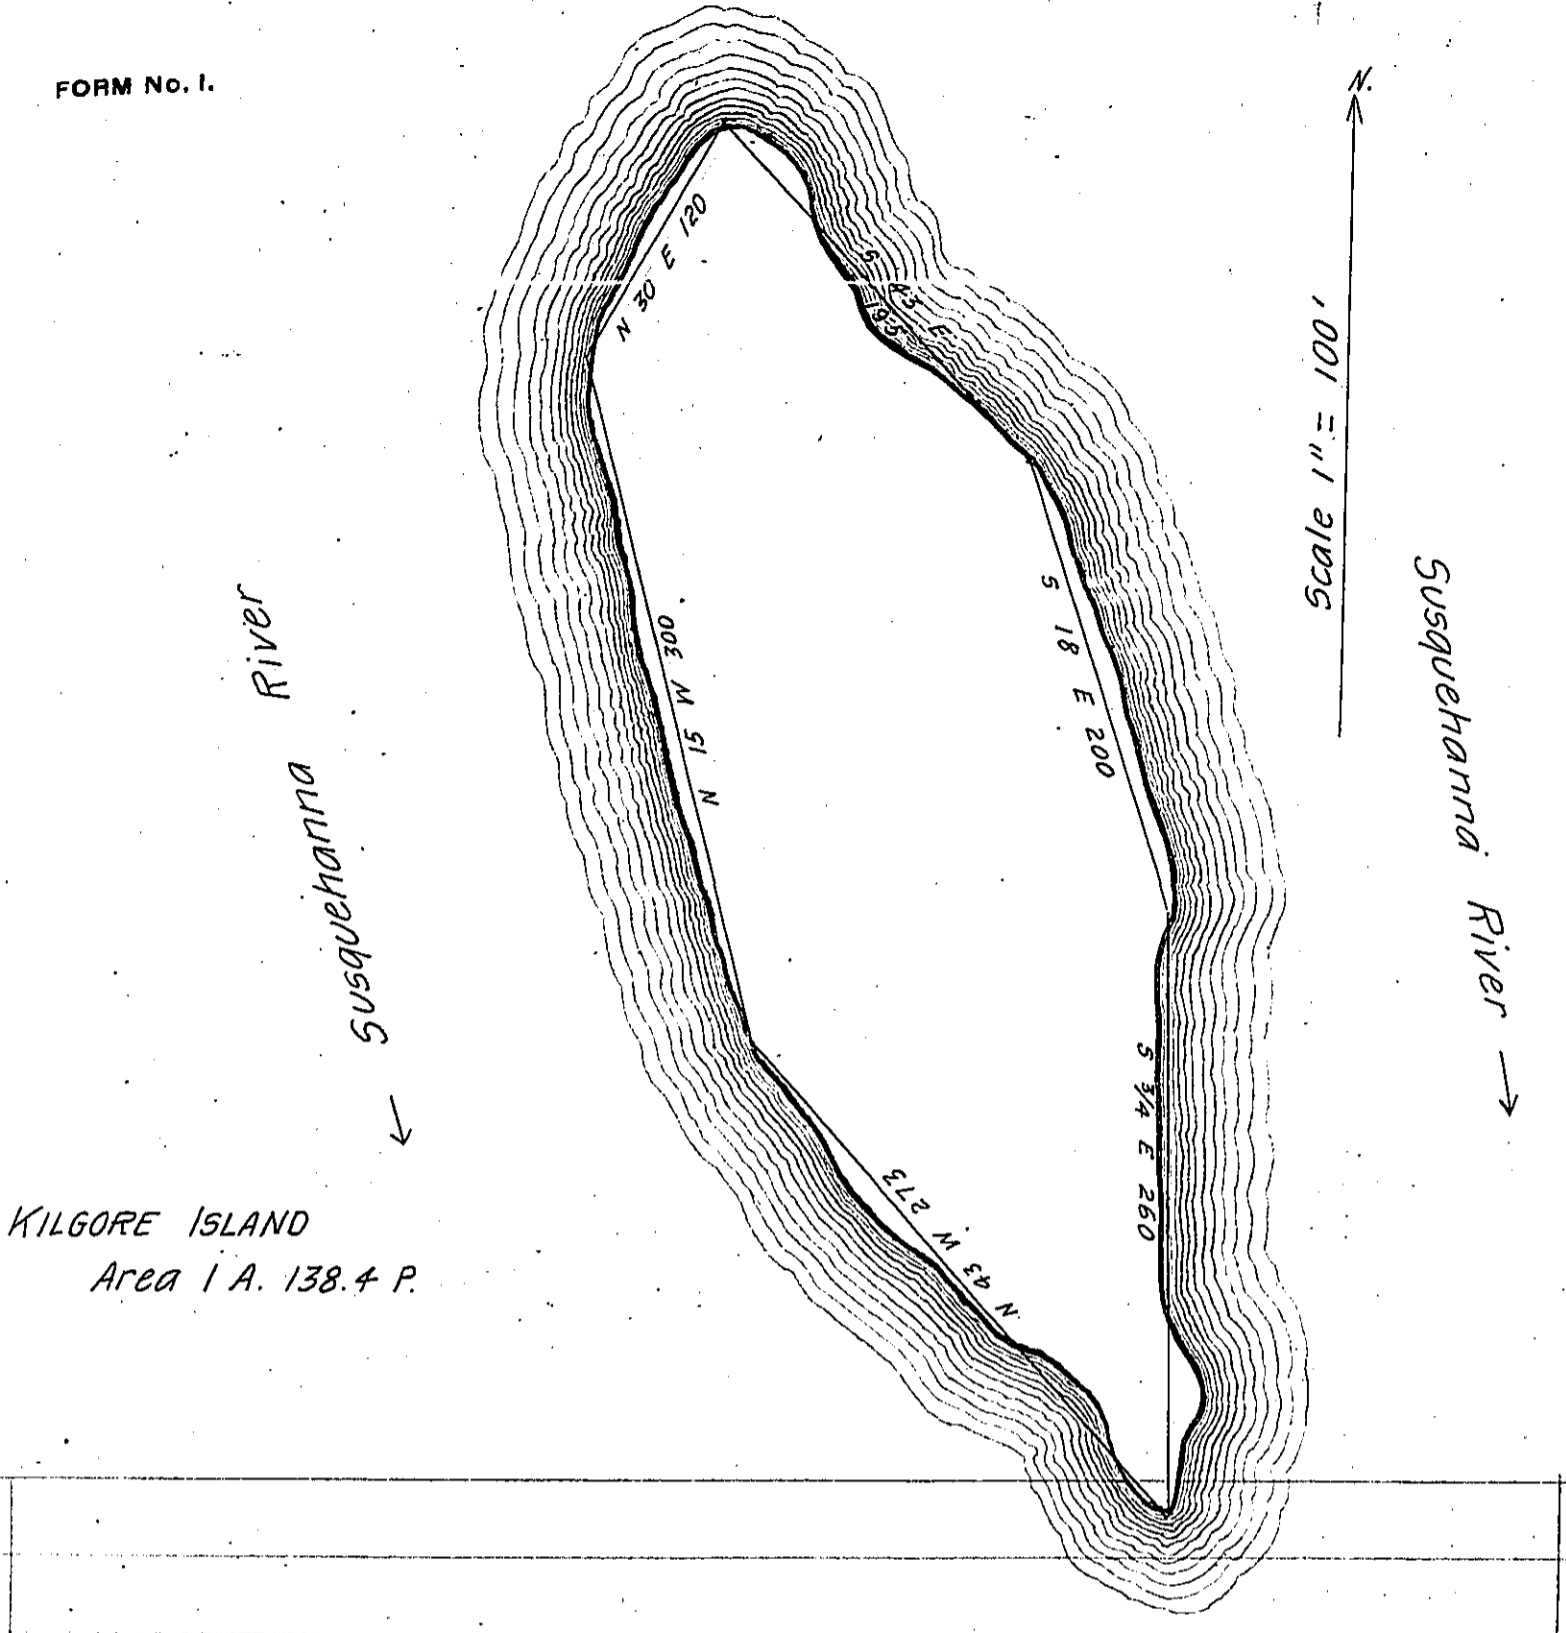 FORM No. 1.
N.
N 30 E 120
S 43 E
195
Scale 1" = 100'
S 18 E 200
N 15 W 300
Susquehanna River
Susquehanna River
S 3/4 E 260
N 43 W 273
KILGORE ISLAND
Area 1 A. 138.4 P.